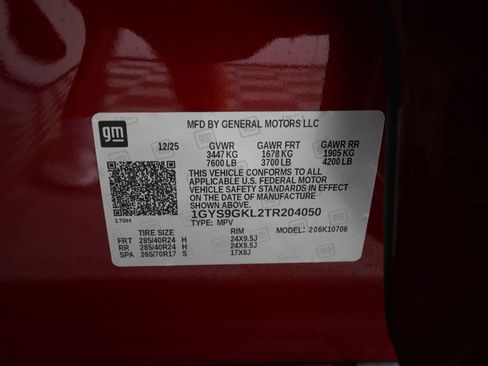 MFD BY GENERAL MOTORS LLC
gm
12/25 GVWR GAWR FRT GAWR RR
3447 KG 1678 KG 1905 KG
7600 LB 3700 LB 4200 LB
THIS VEHICLE CONFORMS TO ALL
APPLICABLE U.S. FEDERAL MOTOR
VEHICLE SAFETY STANDARDS IN EFFECT
ON THE DATE OF MANUFACTURE
SHOWN ABOVE.
1GYS9GKL2TR204050
170H TYPE: MPV
TIRE SIZE RIM MODEL: 206K10706
FRT 285/40R24 H 24X9.5J
RR 285/40R24 H 24X9.5J
SPA 265/70R17 S 17X8J